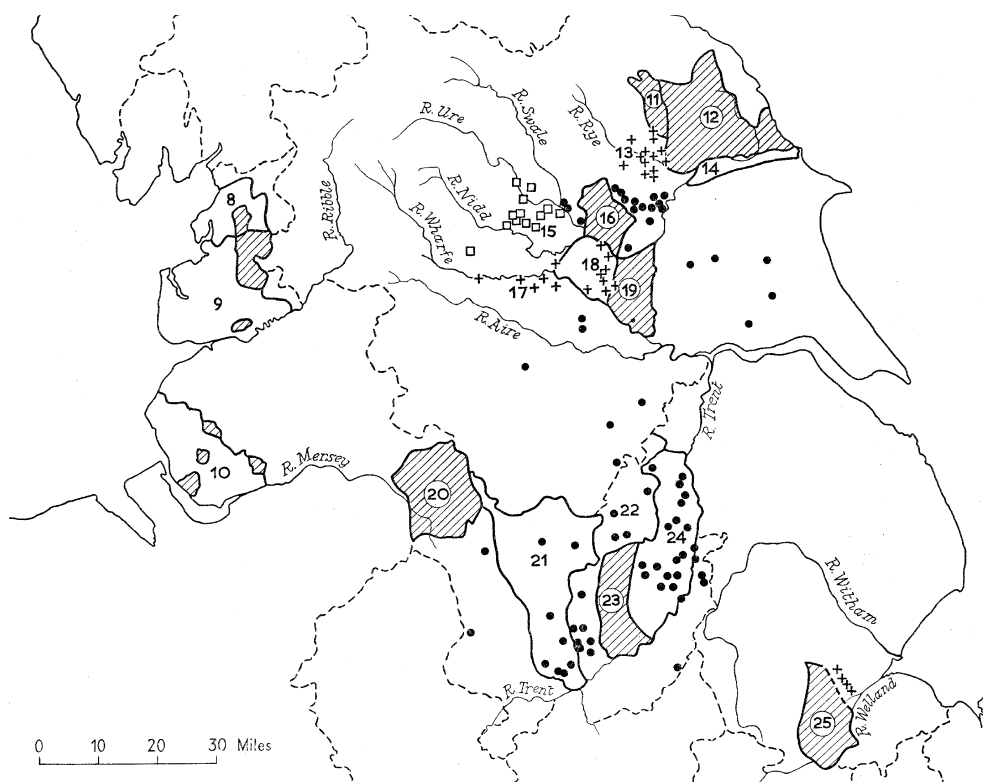 11
12
R. Ure
R. Swale
R. Rye
13
14
8
R. Ribble
R. Nidd
R. Wharfe
15
16
9
17
18
19
R. Aire
R. Trent
10
R. Mersey
20
21
22
24
23
R. Witham
R. Trent
R. Welland
25
0 10 20 30 Miles